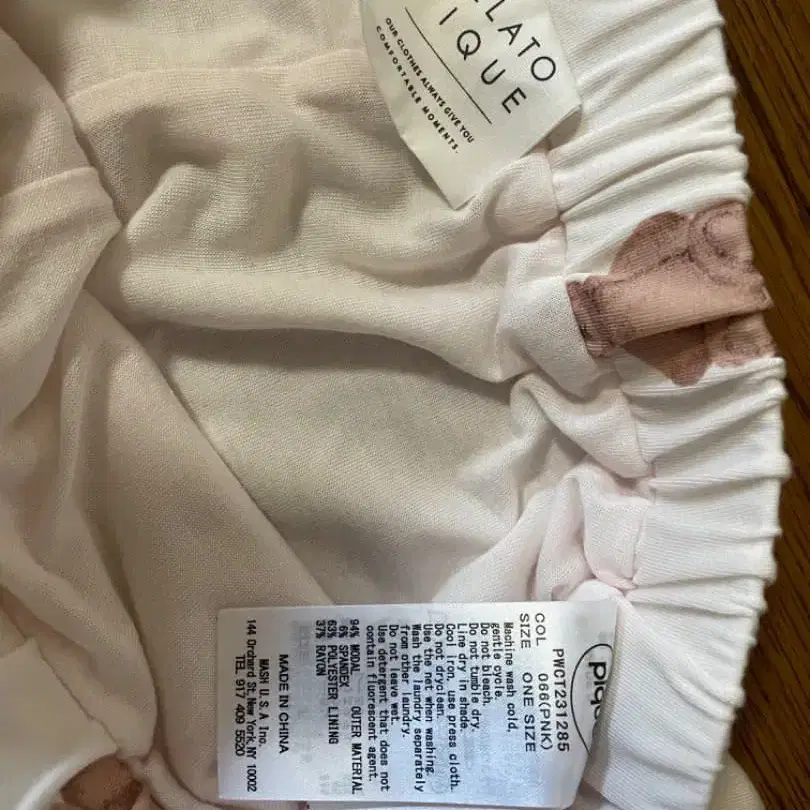 ELATO
IQUE
OUR CLOTHES ALWAYS GIVE YOU
COMFORTABLE MOMENTS.
PWCT231285
COL 066(PNK)
SIZE ONE SIZE
Machine wash cold,
gentle cycle.
Do not bleach.
Do not tumble dry.
Line dry in shade.
Cool iron, use press cloth.
Do not dryclean.
Use the net when washing.
Wash the laundry separately
from other laundry.
Do not leave wet.
Use detergent that does not
contain fluorescent agent.
94% MODAL OUTER MATERIAL
6% SPANDEX
63% POLYESTER LINING
37% RAYON
MADE IN CHINA
MASH U.S.A Inc.
144 Orchard St, New York, NY 10002
TEL 917 409 5520